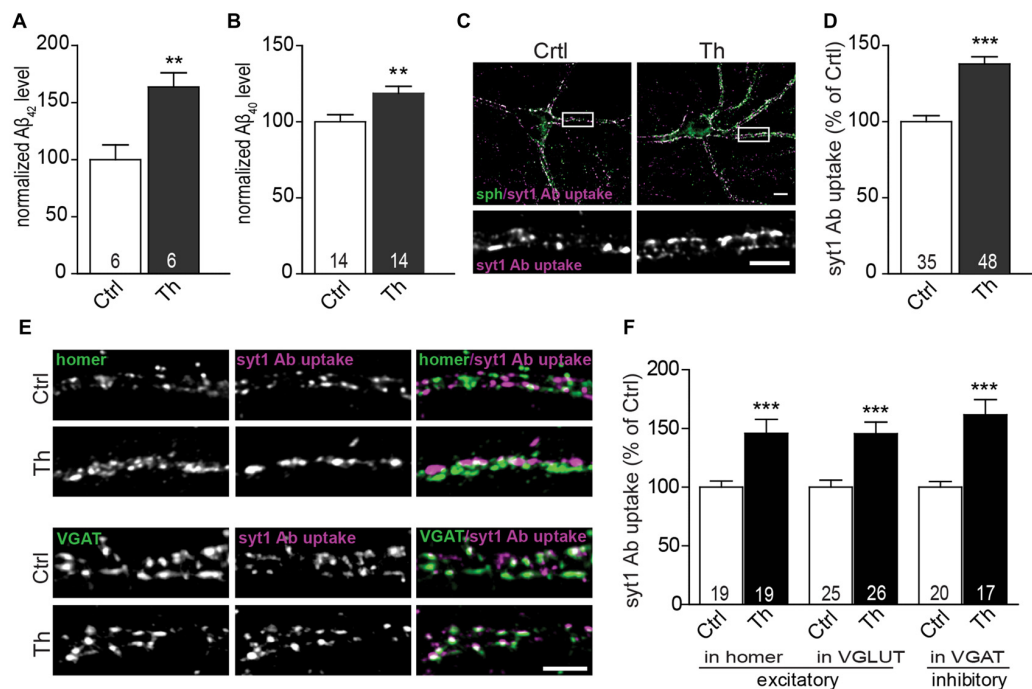 A
normalized Aβ42 level
200
150
100
50
0
6
6
Ctrl
Th
**
B
normalized Aβ40 level
150
100
50
0
14
14
Ctrl
Th
**
C
Crtl
Th
sph/syt1 Ab uptake
syt1 Ab uptake
D
syt1 Ab uptake (% of Crtl)
150
100
50
0
35
48
Ctrl
Th
***
E
Ctrl
homer
syt1 Ab uptake
homer/syt1 Ab uptake
Th
Ctrl
VGAT
syt1 Ab uptake
VGAT/syt1 Ab uptake
Th
F
syt1 Ab uptake (% of Ctrl)
200
150
100
50
0
***
***
***
19
19
25
26
20
17
Ctrl
Th
Ctrl
Th
Ctrl
Th
in homer
in VGLUT
in VGAT
excitatory
inhibitory